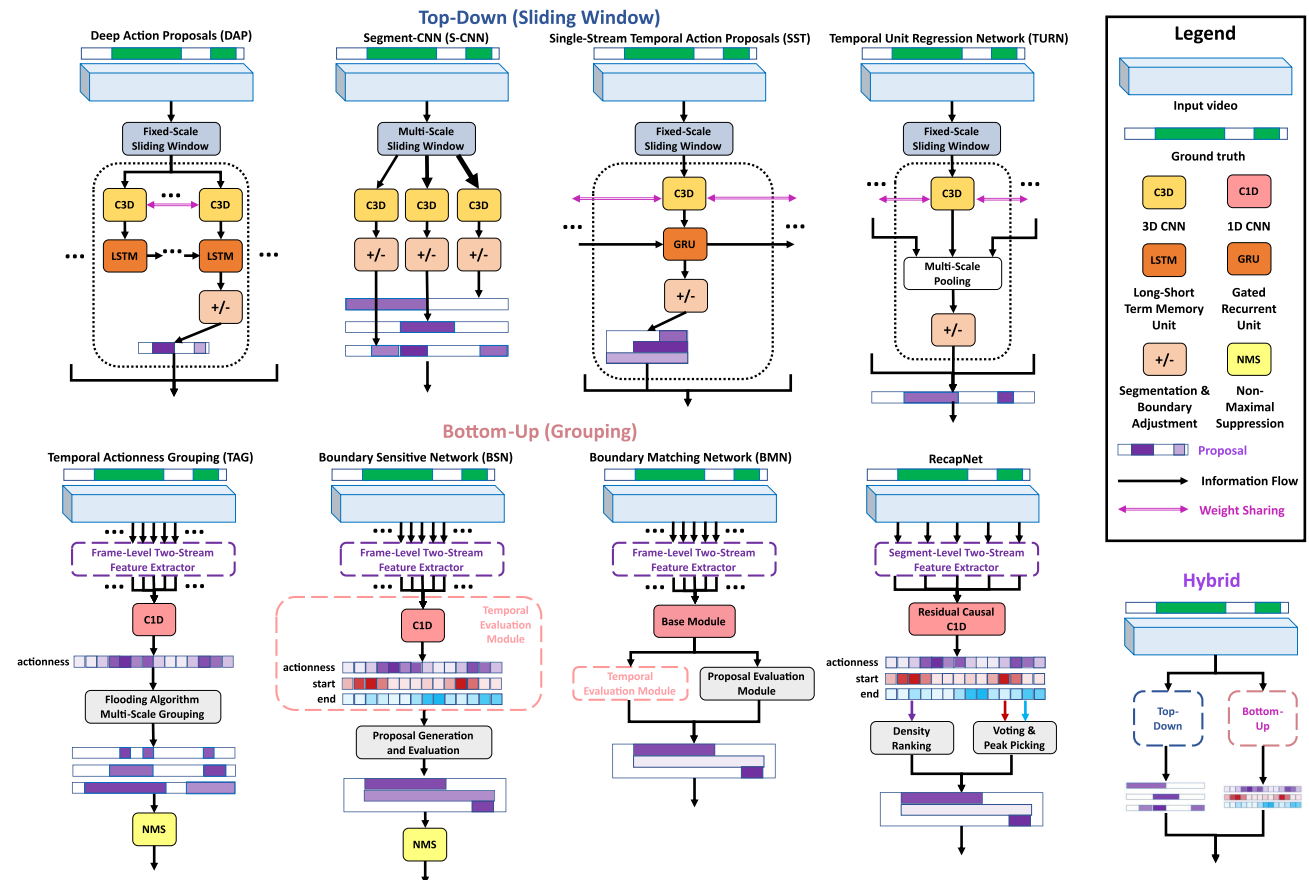 Top-Down (Sliding Window)
Deep Action Proposals (DAP)
Fixed-Scale
Sliding Window
C3D
...
C3D
...
LSTM
...
LSTM
...
+/-
Segment-CNN (S-CNN)
Multi-Scale
Sliding Window
C3D
C3D
C3D
+/-
+/-
+/-
Single-Stream Temporal Action Proposals (SST)
Fixed-Scale
Sliding Window
C3D
...
...
GRU
+/-
Temporal Unit Regression Network (TURN)
Fixed-Scale
Sliding Window
...
C3D
...
Multi-Scale
Pooling
+/-
Bottom-Up (Grouping)
Temporal Actionness Grouping (TAG)
...
...
Frame-Level Two-Stream
Feature Extractor
...
...
C1D
actionness
Flooding Algorithm
Multi-Scale Grouping
NMS
Boundary Sensitive Network (BSN)
...
...
Frame-Level Two-Stream
Feature Extractor
...
...
Temporal
Evaluation
Module
C1D
actionness
start
end
Proposal Generation
and Evaluation
NMS
Boundary Matching Network (BMN)
...
...
Frame-Level Two-Stream
Feature Extractor
...
...
Base Module
Temporal
Evaluation Module
Proposal Evaluation
Module
RecapNet
Segment-Level Two-Stream
Feature Extractor
Residual Causal
C1D
actionness
start
end
Density
Ranking
Voting &
Peak Picking
Legend
Input video
Ground truth
C3D
C1D
3D CNN
1D CNN
LSTM
GRU
Long-Short
Term Memory
Unit
Gated
Recurrent
Unit
+/-
NMS
Segmentation &
Boundary
Adjustment
Non-
Maximal
Suppression
Proposal
Information Flow
Weight Sharing
Hybrid
Top-
Down
Bottom-
Up